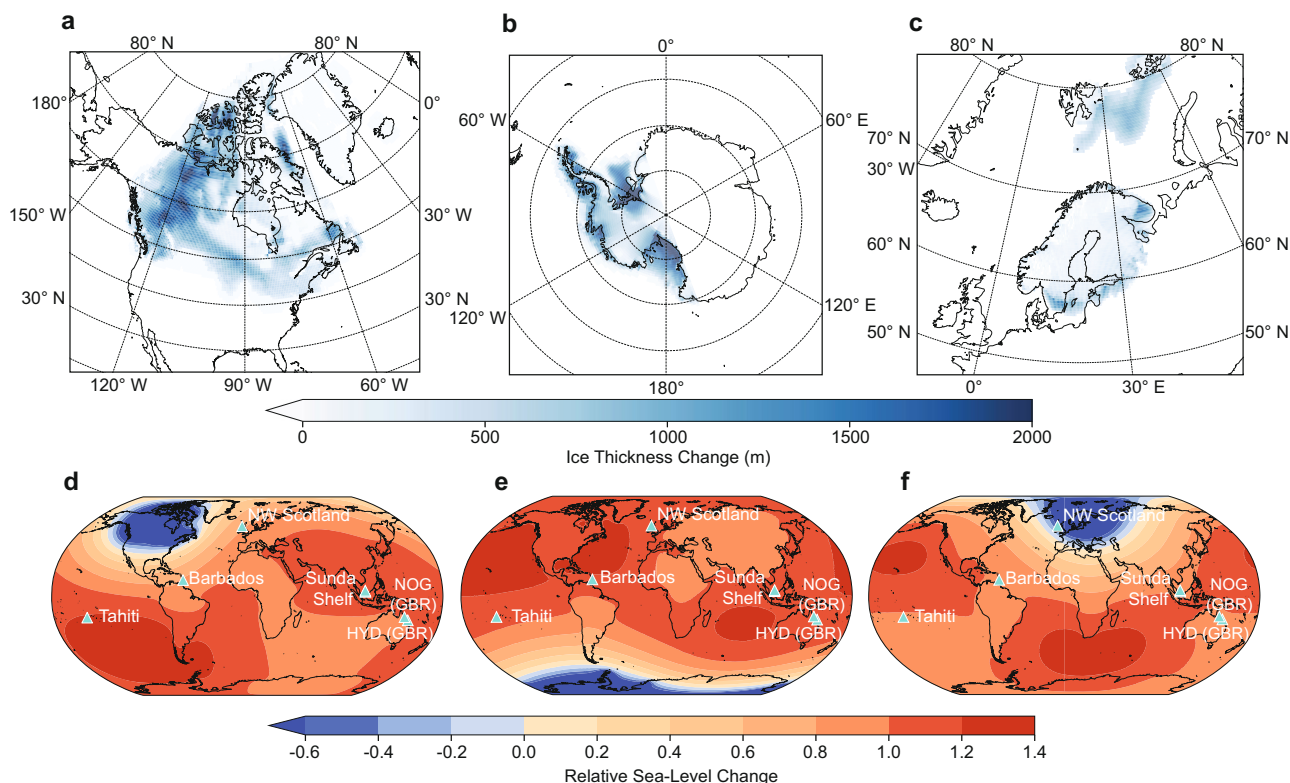 a
b
c
80° N
80° N
0°
80° N
80° N
180°
0°
60° W
60° E
70° N
30° W
70° N
150° W
30° W
60° N
60° N
30° N
30° N
120° W
120° E
50° N
50° N
120° W
90° W
60° W
180°
0°
30° E
0
500
1000
1500
2000
Ice Thickness Change (m)
d
e
f
NW Scotland
Barbados
Sunda
Shelf
NOG
(GBR)
Tahiti
HYD (GBR)
NW Scotland
Barbados
Sunda
Shelf
NOG
(GBR)
Tahiti
HYD (GBR)
NW Scotland
Barbados
Sunda
Shelf
NOG
(GBR)
Tahiti
HYD (GBR)
-0.6
-0.4
-0.2
0.0
0.2
0.4
0.6
0.8
1.0
1.2
1.4
Relative Sea-Level Change